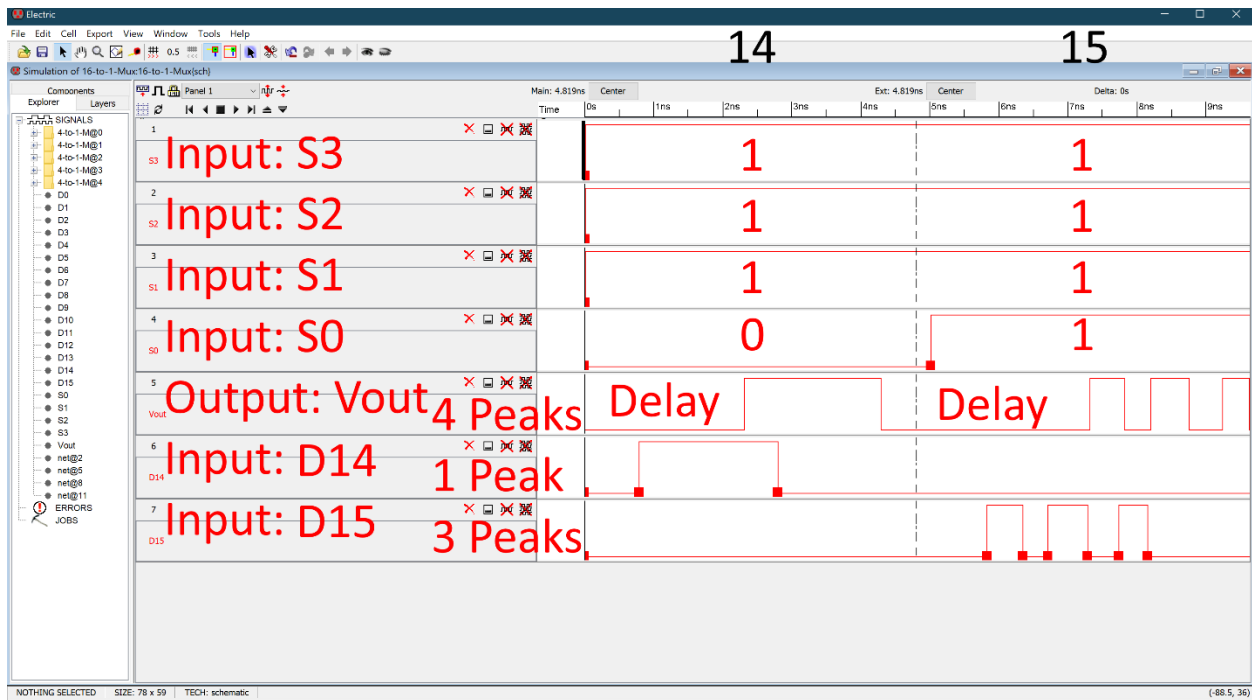 Electric
File Edit Cell Export View Window Tools Help
0.5
14 15
Simulation of 16-to-1-Mux:16-to-1-Mux{sch}
Components
Explorer Layers
SIGNALS
4-to-1-M@0
4-to-1-M@1
4-to-1-M@2
4-to-1-M@3
4-to-1-M@4
D0
D1
D2
D3
D4
D5
D6
D7
D8
D9
D10
D11
D12
D13
D14
D15
S0
S1
S2
S3
Vout
net@2
net@5
net@8
net@11
ERRORS
JOBS
Panel 1 Main: 4.819ns Center Ext: 4.819ns Center Delta: 0s
Time 0s 1ns 2ns 3ns 4ns 5ns 6ns 7ns 8ns 9ns
1
S3 Input: S3 1 1
2
S2 Input: S2 1 1
3
S1 Input: S1 1 1
4
S0 Input: S0 0 1
5
Vout Output: Vout 4 Peaks Delay Delay
6
D14 Input: D14 1 Peak
7
D15 Input: D15 3 Peaks
NOTHING SELECTED SIZE: 78 x 59 TECH: schematic (-88.5, 36)